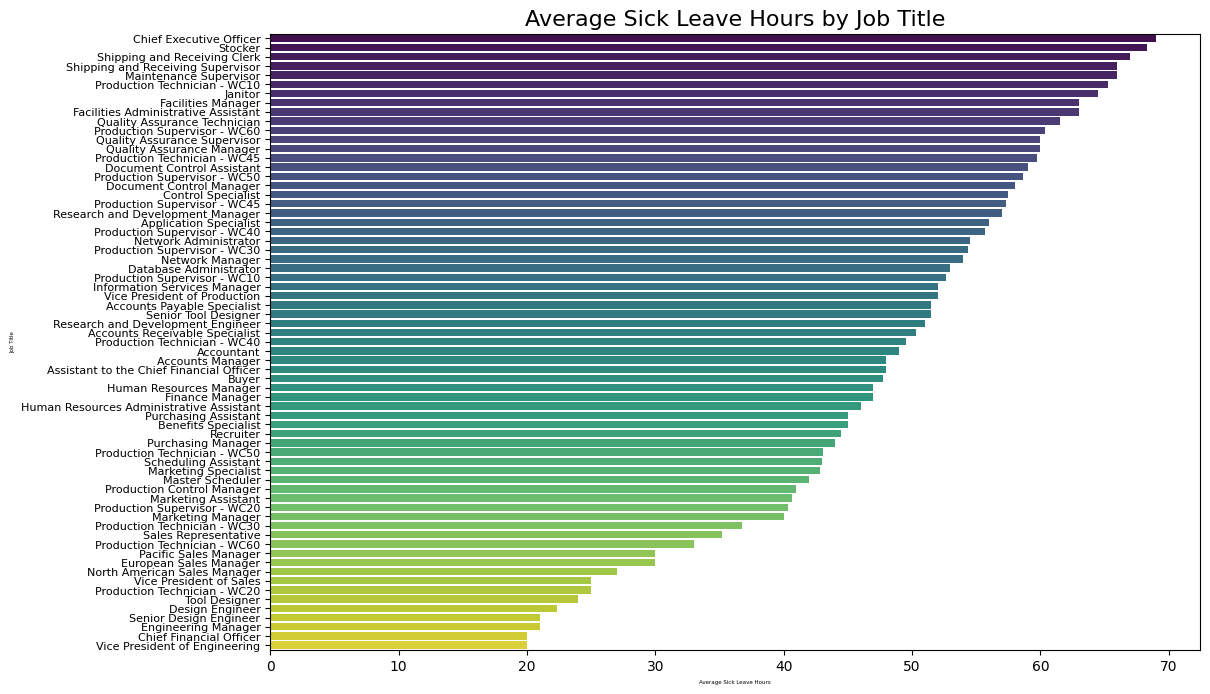 Average Sick Leave Hours by Job Title
Chief Executive Officer
Stocker
Shipping and Receiving Clerk
Shipping and Receiving Supervisor
Maintenance Supervisor
Production Technician - WC10
Janitor
Facilities Manager
Facilities Administrative Assistant
Quality Assurance Technician
Production Supervisor - WC60
Quality Assurance Supervisor
Quality Assurance Manager
Production Technician - WC45
Document Control Assistant
Production Supervisor - WC50
Document Control Manager
Control Specialist
Production Supervisor - WC45
Research and Development Manager
Application Specialist
Production Supervisor - WC40
Network Administrator
Production Supervisor - WC30
Network Manager
Database Administrator
Production Supervisor - WC10
Information Services Manager
Vice President of Production
Accounts Payable Specialist
Senior Tool Designer
Research and Development Engineer
Accounts Receivable Specialist
Production Technician - WC40
Accountant
Accounts Manager
Assistant to the Chief Financial Officer
Buyer
Human Resources Manager
Finance Manager
Human Resources Administrative Assistant
Purchasing Assistant
Benefits Specialist
Recruiter
Purchasing Manager
Production Technician - WC50
Scheduling Assistant
Marketing Specialist
Master Scheduler
Production Control Manager
Marketing Assistant
Production Supervisor - WC20
Marketing Manager
Production Technician - WC30
Sales Representative
Production Technician - WC60
Pacific Sales Manager
European Sales Manager
North American Sales Manager
Vice President of Sales
Production Technician - WC20
Tool Designer
Design Engineer
Senior Design Engineer
Engineering Manager
Chief Financial Officer
Vice President of Engineering
Job Title
0 10 20 30 40 50 60 70
Average Sick Leave Hours